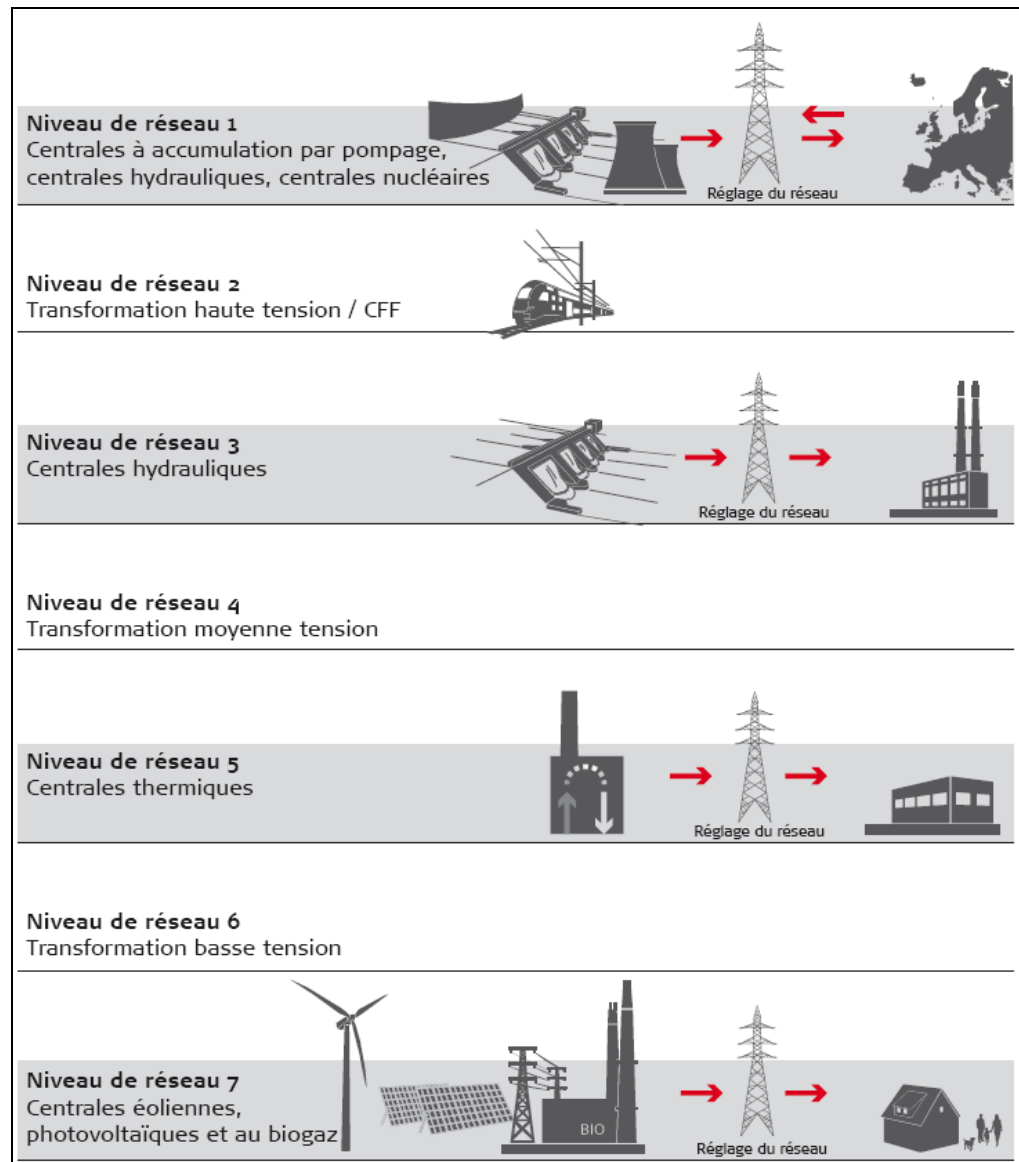 Niveau de réseau 1
Centrales à accumulation par pompage,
centrales hydrauliques, centrales nucléaires
Réglage du réseau
Niveau de réseau 2
Transformation haute tension / CFF
Niveau de réseau 3
Centrales hydrauliques
Réglage du réseau
Niveau de réseau 4
Transformation moyenne tension
Niveau de réseau 5
Centrales thermiques
Réglage du réseau
Niveau de réseau 6
Transformation basse tension
Niveau de réseau 7
Centrales éoliennes,
photovoltaïques et au biogaz
BIO
Réglage du réseau